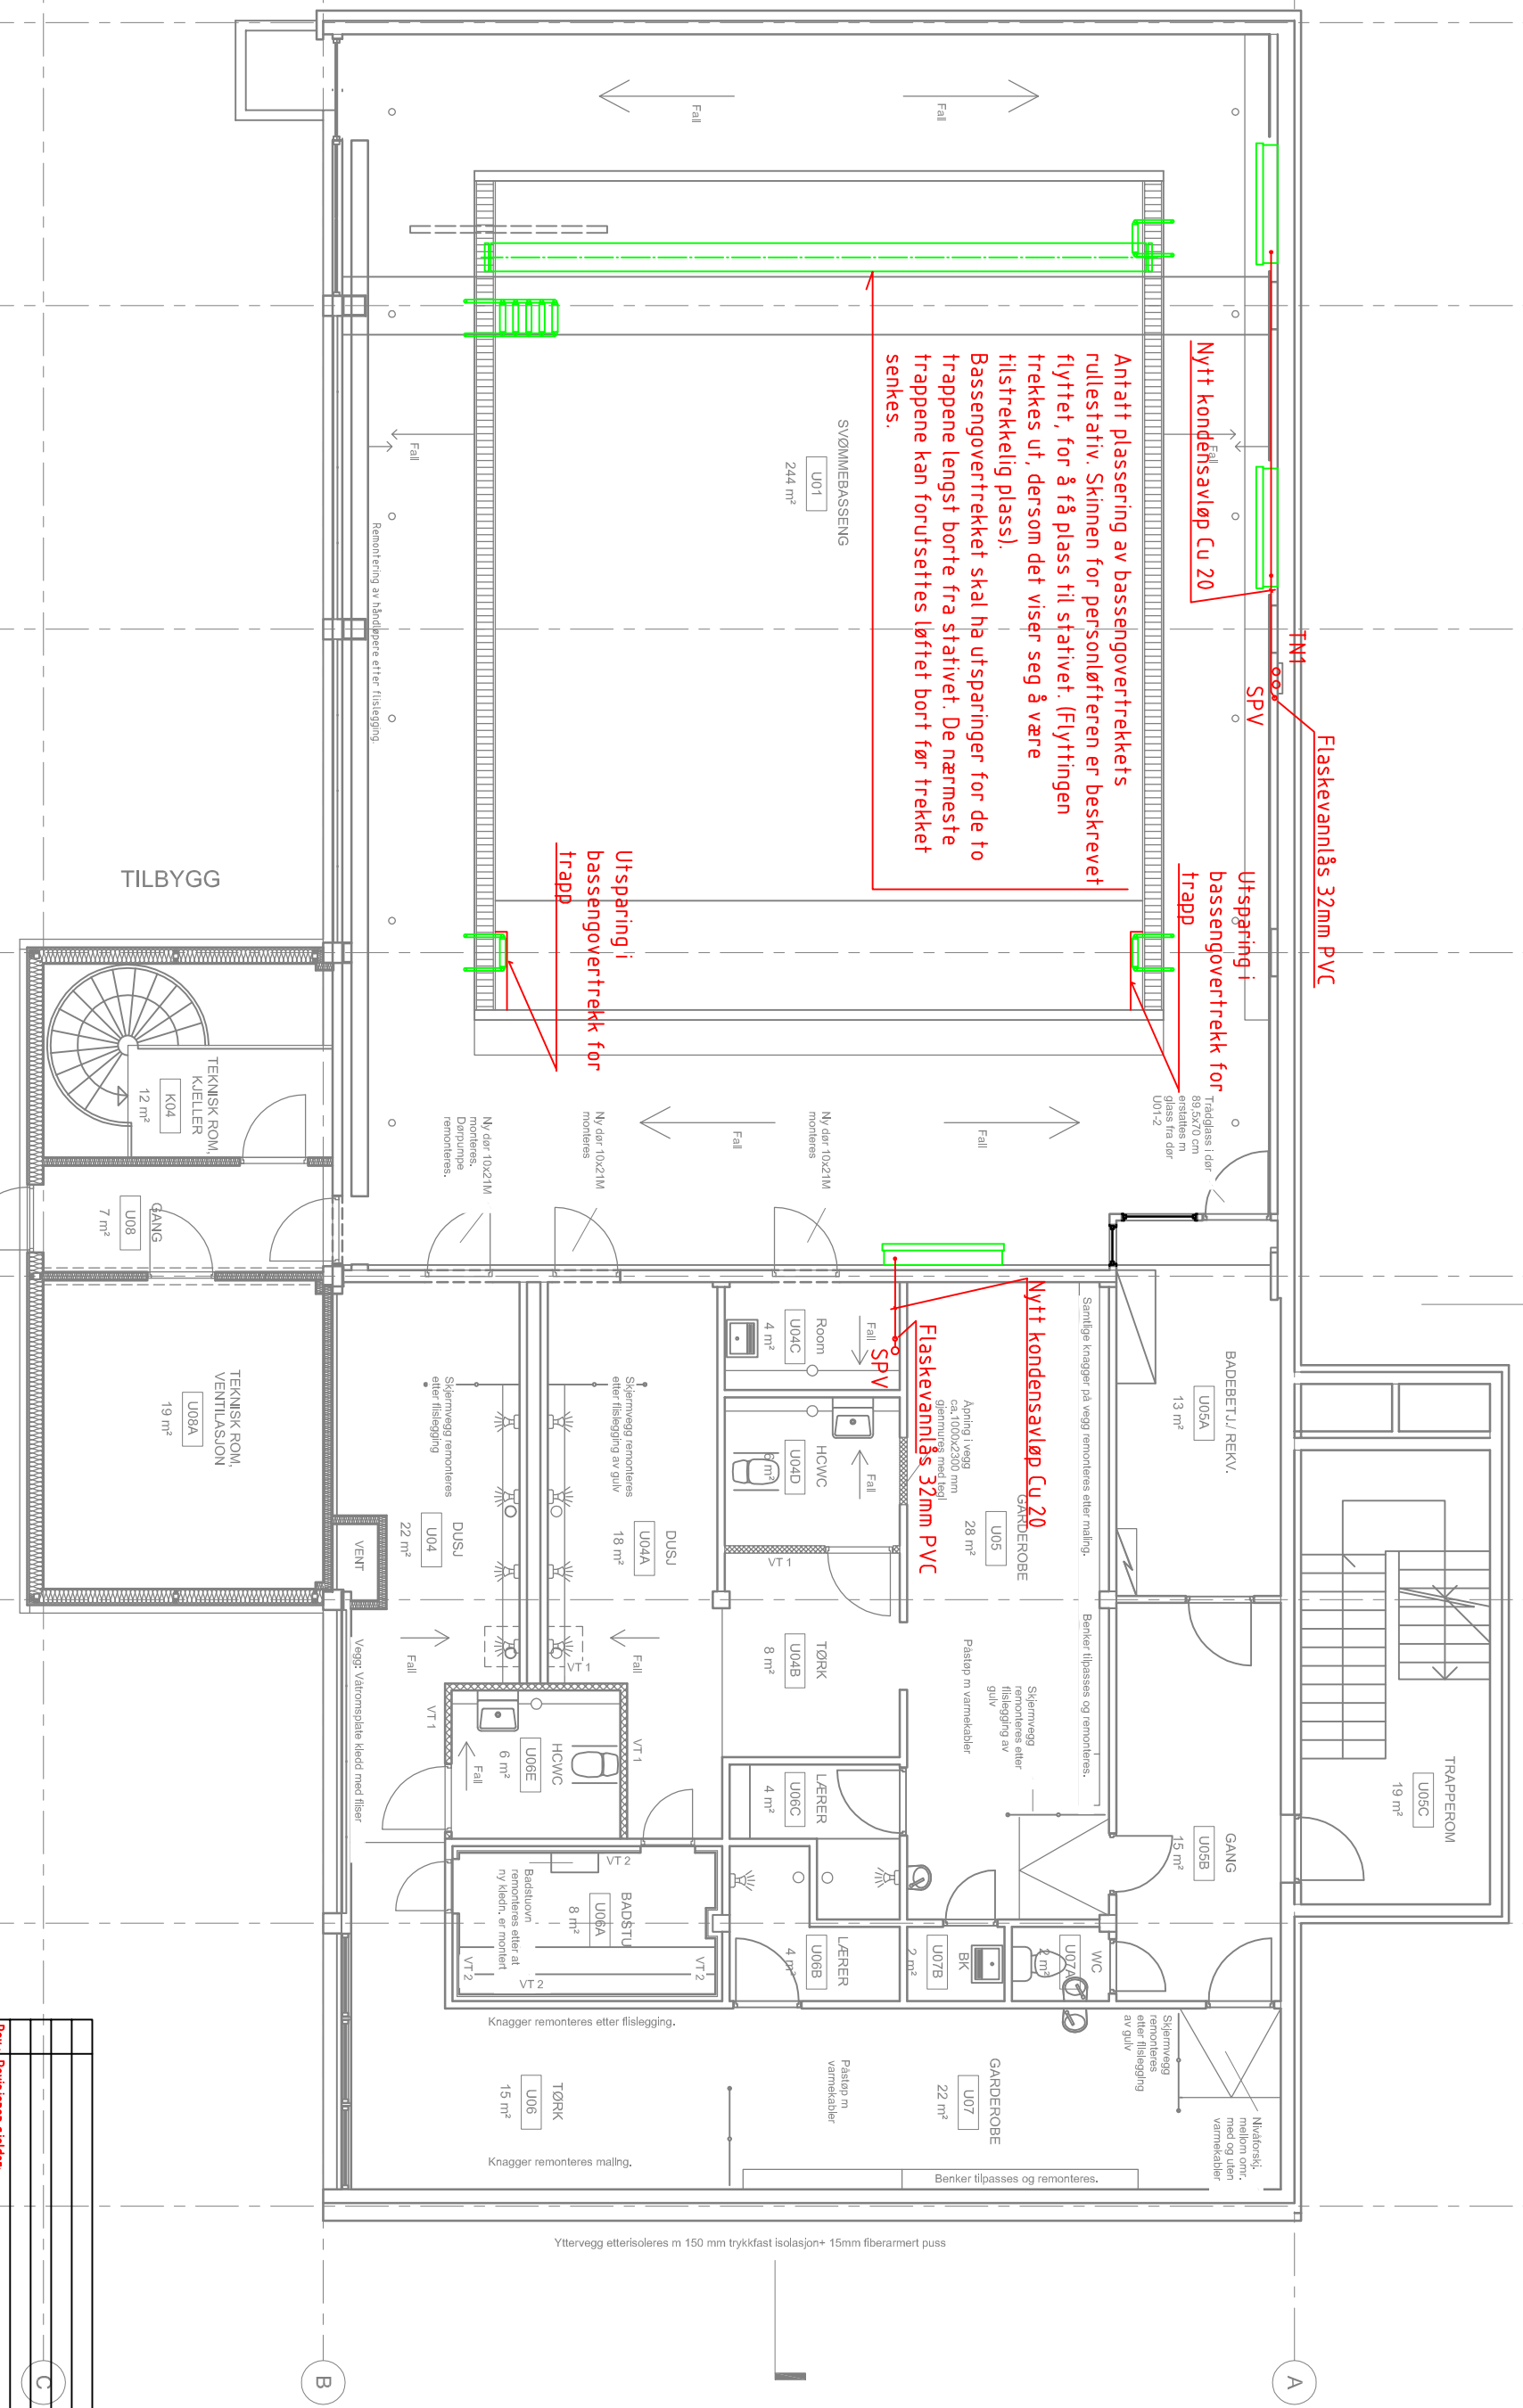 Fall
Fall
Nytt kondensavløp Cu 20
Fall
TN1
SPV
Flaskevannlås 32mm PVC
Antatt plassering av bassengovertrekkets
rullestativ. Skinnen for personløfteren er beskrevet
flyttet, for å få plass til stativet. (Flyttingen
trekkes ut, dersom det viser seg å være
tilstrekkelig plass).
Bassengovertrekket skal ha utsparinger for de to
trappene lengst borte fra stativet. De nærmeste
trappene kan forutsettes løftet bort før trekket
senkes.
SVØMMEBASSENG
U01
244 m²
Fall
Remontering av håndløpere etter flislegging.
Utsparing i
bassengovertrekk for
trapp
Utsparing i
bassengovertrekk for
trapp
Trådglass i dør
89,5x70 cm
erstattes m
glass fra dør
U01-2
Fall
Fall
Ny dør 10x21M
monteres
Ny dør 10x21M
monteres
Ny dør 10x21M
monteres.
Dørpumpe
remonteres.
TILBYGG
TEKNISK ROM,
KJELLER
K04
12 m²
GANG
U08
7 m²
TEKNISK ROM,
VENTILASJON
U08A
19 m²
VENT
BADEBETJ./ REKV.
U05A
13 m²
Samtlige knagger på vegg remonteres etter maling.
Benker tilpasses og remonteres.
Nytt kondensavløp Cu 20
Flaskevannlås 32mm PVC
SPV
Åpning i vegg
ca.1000x2300 mm
gjenmures med tegl
GARDEROBE
U05
28 m²
Room
U04C
4 m²
Fall
HCWC
U04D
6 m²
Fall
VT 1
Skjermvegg remonteres
etter flislegging av gulv
DUSJ
U04A
18 m²
Skjermvegg remonteres
etter flislegging
DUSJ
U04
22 m²
TØRK
U04B
8 m²
Påstøp m varmekabler
Skjermvegg
remonteres etter
flislegging av
gulv
TRAPPEROM
U05C
19 m²
GANG
U05B
15 m²
Fall
Fall
VT 1
VT 1
VT 1
HCWC
U06E
6 m²
Fall
Vegg: Våtromsplate kledd med fliser
LÆRER
U06C
4 m²
LÆRER
U06B
4 m²
BADSTU
U06A
8 m²
Badstuovn
remonteres etter at
ny kledn. er montert
VT 2
VT 2
VT 2
VT 2
BK
U07B
2 m²
WC
U07A
2 m²
Skjermvegg
remonteres
etter flislegging
av gulv
Nivåforskj.
mellom omr.
med og uten
varmekabler
Knagger remonteres etter flislegging.
TØRK
U06
15 m²
Knagger remonteres maling.
Påstøp m
varmekabler
GARDEROBE
U07
22 m²
Benker tilpasses og remonteres.
Yttervegg etterisoleres m 150 mm trykkfast isolasjon+ 15mm fiberarmert puss
C
B
A